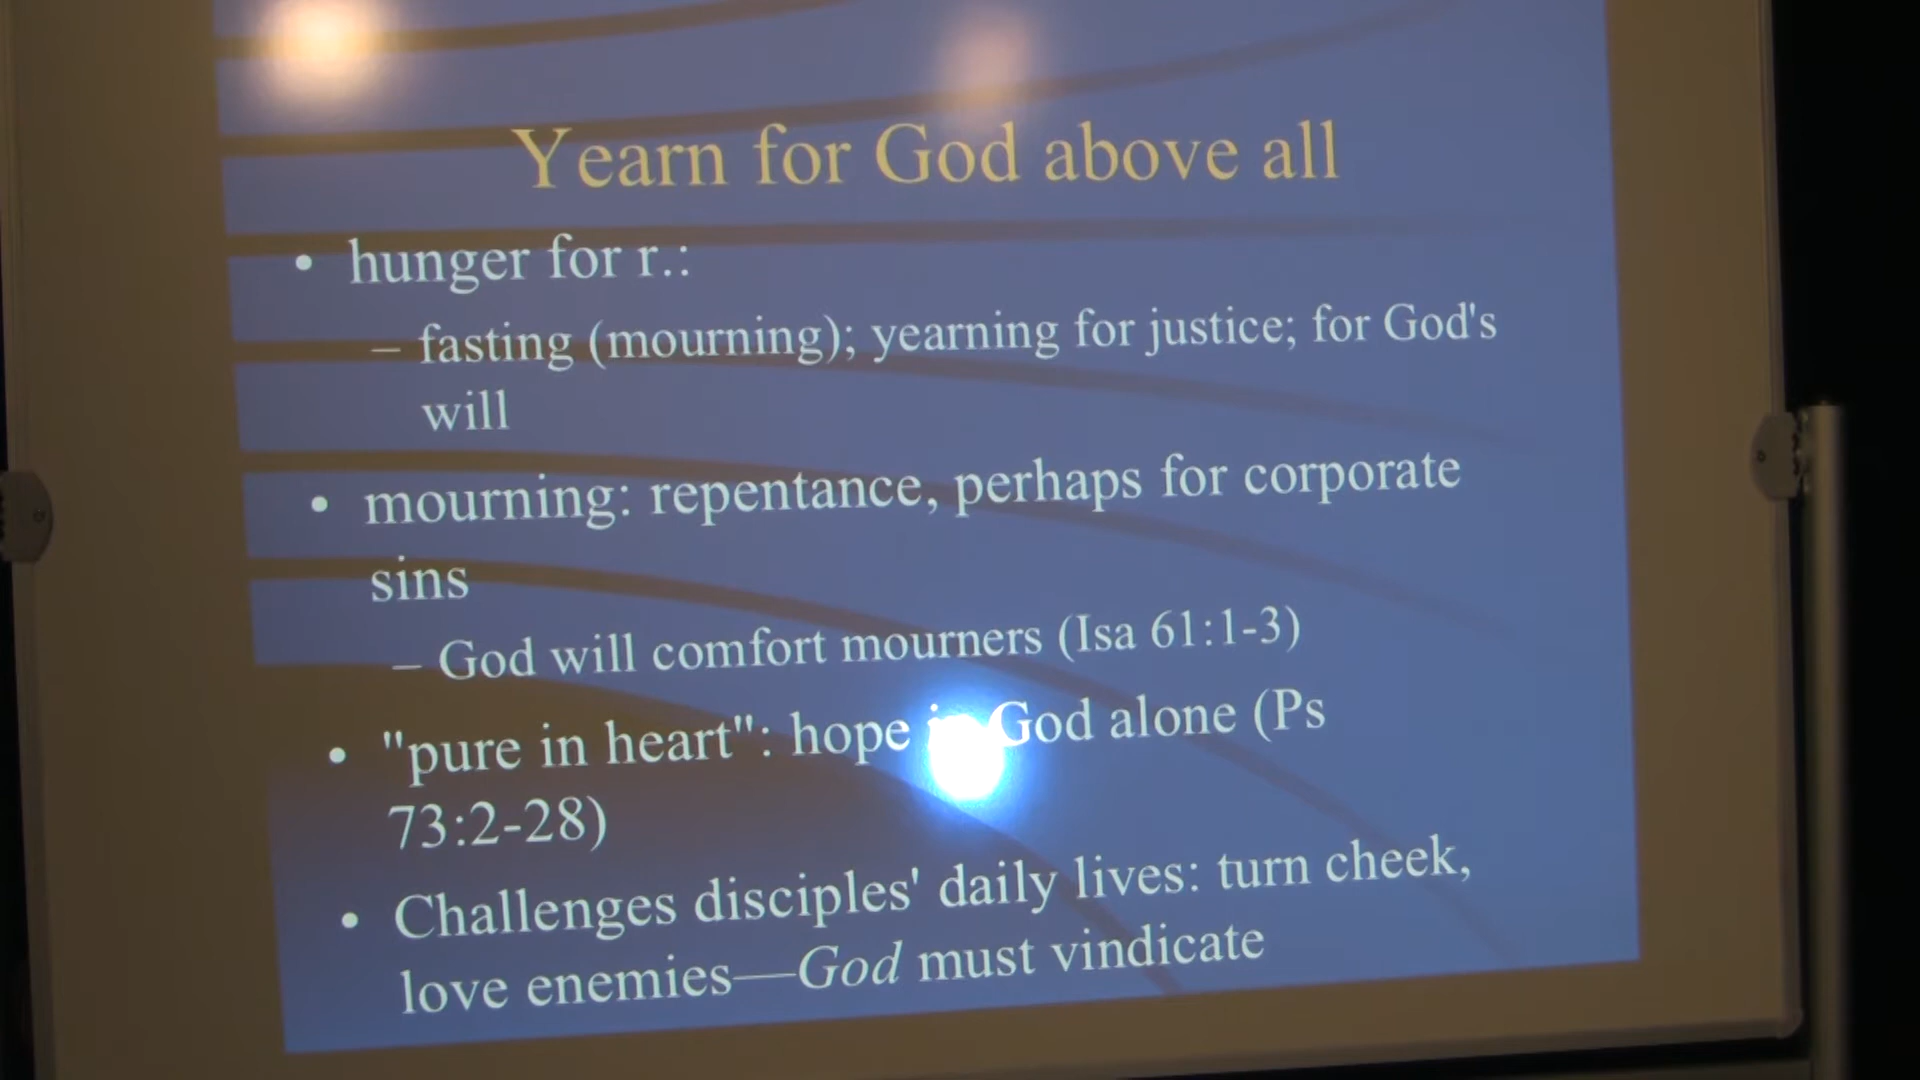 Yearn for God above all
• hunger for r.:
– fasting (mourning); yearning for justice; for God's
will
• mourning: repentance, perhaps for corporate
sins
– God will comfort mourners (Isa 61:1-3)
• "pure in heart": hope in God alone (Ps
73:2-28)
• Challenges disciples' daily lives: turn cheek,
love enemies—God must vindicate